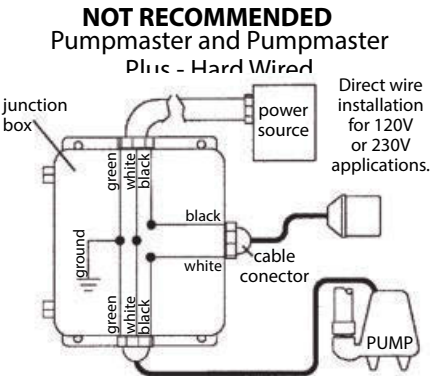 NOT RECOMMENDED
Pumpmaster and Pumpmaster
Plus - Hard Wired
Direct wire
installation
for 120V
or 230V
applications.
junction
box
power
source
green
white
black
black
white
cable
conector
ground
green
white
black
PUMP